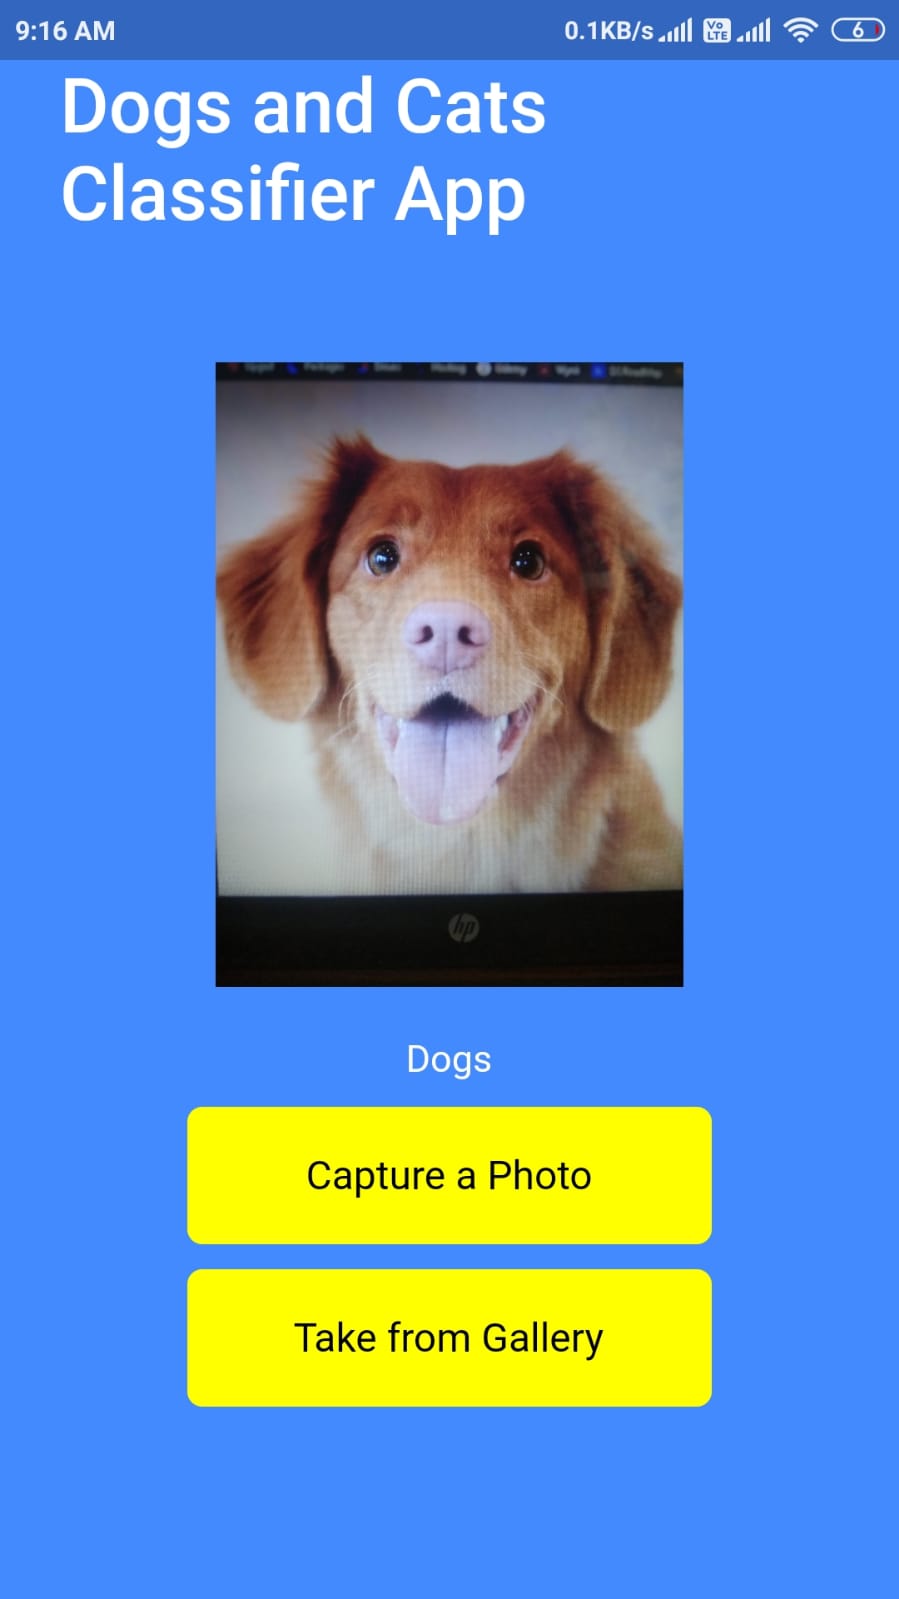 9:16 AM 0.1KB/s Vo LTE 6
Dogs and Cats
Classifier App
Udemy
hp
Dogs
Capture a Photo
Take from Gallery